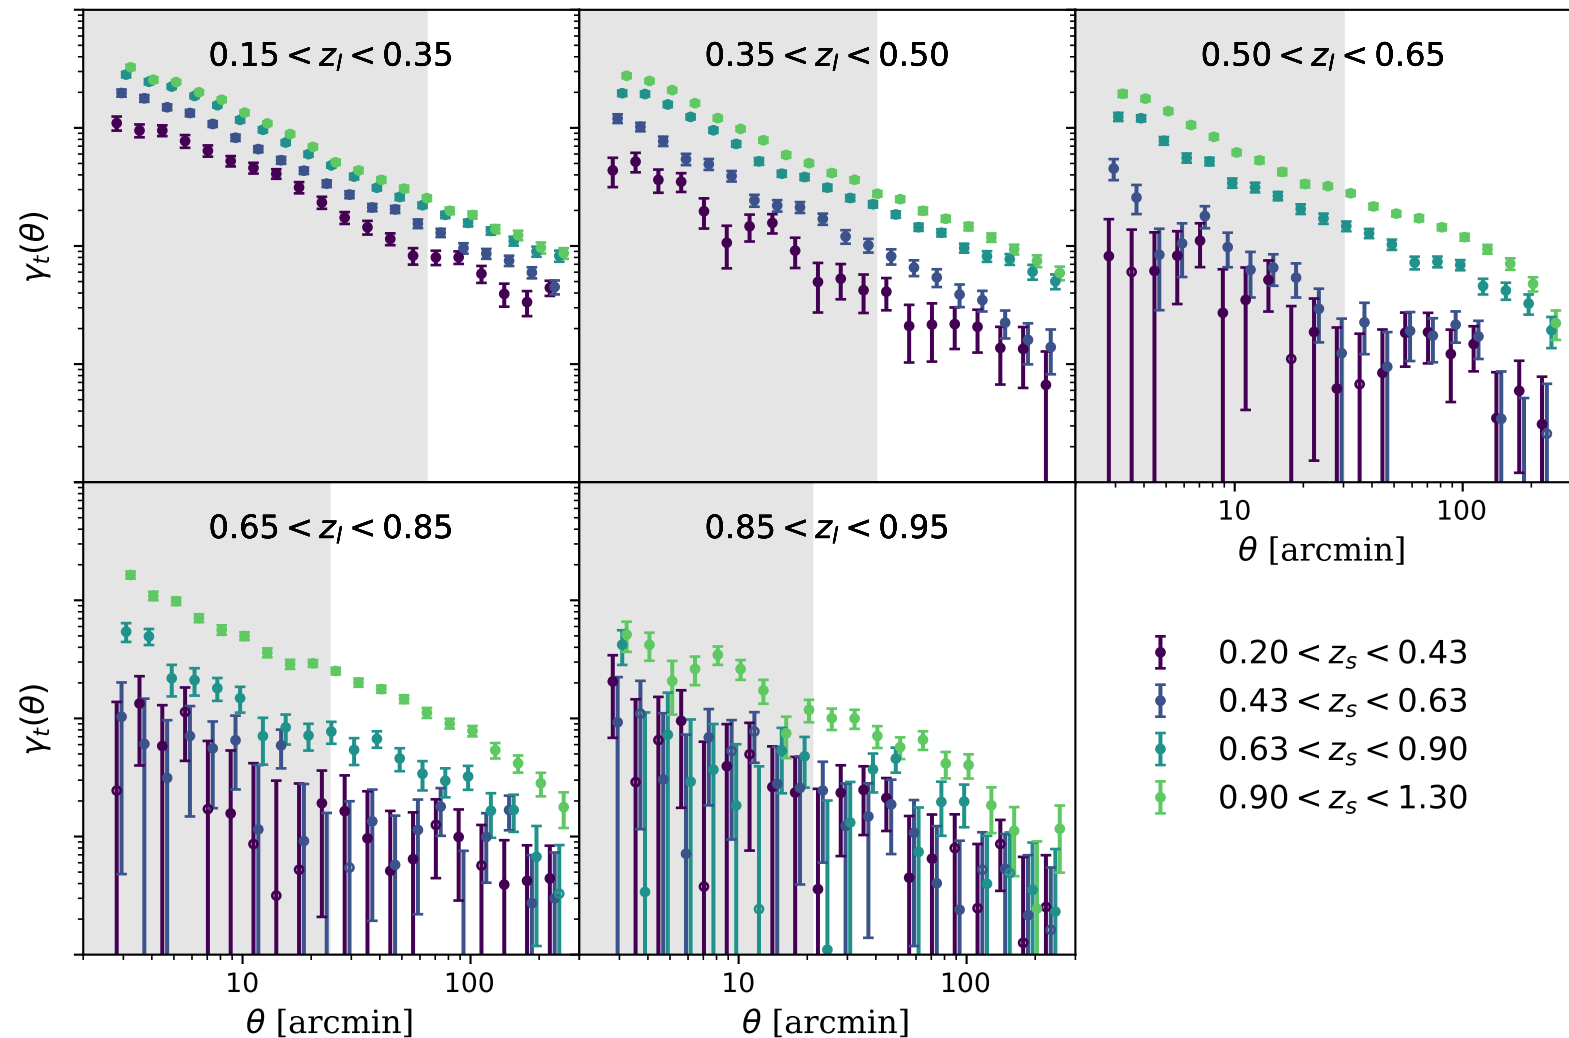 0.15 < z_l < 0.35
0.35 < z_l < 0.50
0.50 < z_l < 0.65
γ_t(θ)
10 100
θ [arcmin]
0.65 < z_l < 0.85
0.85 < z_l < 0.95
γ_t(θ)
0.20 < z_s < 0.43
0.43 < z_s < 0.63
0.63 < z_s < 0.90
0.90 < z_s < 1.30
10 100
10 100
θ [arcmin]
θ [arcmin]